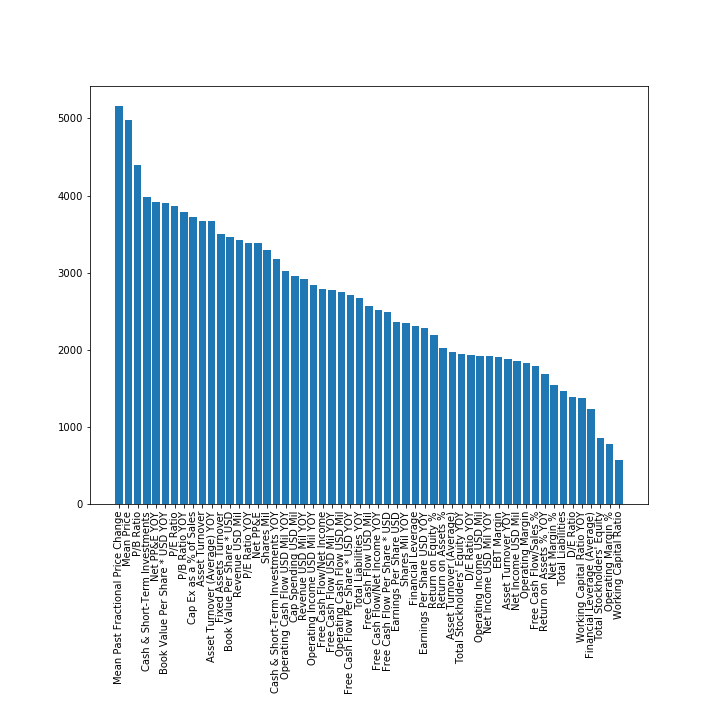 5000
4000
3000
2000
1000
0
Mean Past Fractional Price Change
Mean Price
P/B Ratio
Cash & Short-Term Investments
Net PP&E YOY
Book Value Per Share * USD YOY
P/E Ratio
P/B Ratio YOY
Cap Ex as a % of Sales
Asset Turnover
Asset Turnover (Average) YOY
Fixed Assets Turnover
Book Value Per Share * USD
Revenue USD Mil
P/E Ratio YOY
Net PP&E
Shares Mil
Cash & Short-Term Investments YOY
Operating Cash Flow USD Mil YOY
Cap Spending USD Mil
Revenue USD Mil YOY
Operating Income USD Mil YOY
Free Cash Flow/Net Income
Free Cash Flow USD Mil YOY
Operating Cash Flow USD Mil
Free Cash Flow Per Share * USD YOY
Total Liabilities YOY
Free Cash Flow USD Mil
Free Cash Flow/Net Income YOY
Free Cash Flow Per Share * USD
Earnings Per Share USD
Shares Mil YOY
Financial Leverage
Earnings Per Share USD YOY
Return on Equity %
Return on Assets %
Asset Turnover (Average)
Total Stockholders' Equity YOY
D/E Ratio YOY
Operating Income USD Mil
Net Income USD Mil YOY
EBT Margin
Asset Turnover YOY
Net Income USD Mil
Operating Margin
Free Cash Flow/Sales %
Return on Assets % YOY
Net Margin %
Total Liabilities
D/E Ratio
Working Capital Ratio YOY
Financial Leverage (Average)
Total Stockholders' Equity
Operating Margin %
Working Capital Ratio